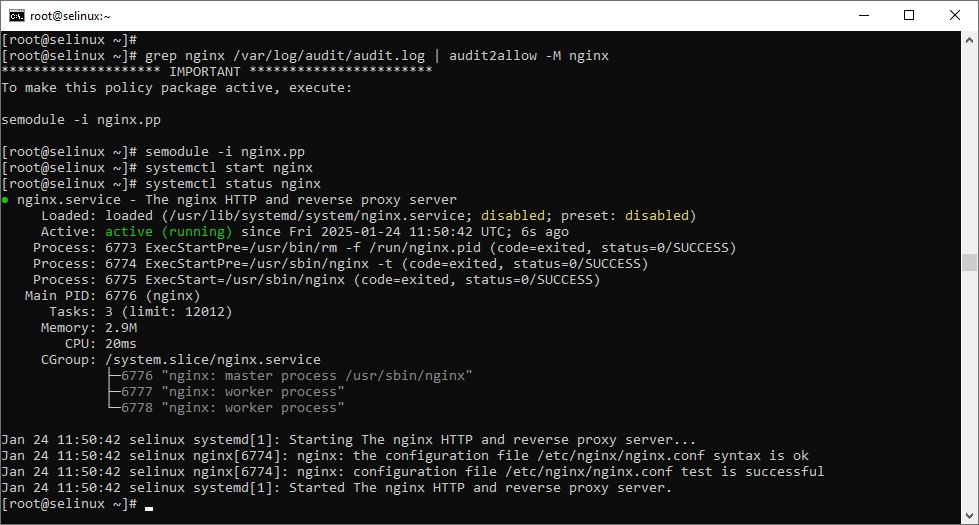 root@selinux:~
[root@selinux ~]#
[root@selinux ~]# grep nginx /var/log/audit/audit.log | audit2allow -M nginx
******************** IMPORTANT ***********************
To make this policy package active, execute:

semodule -i nginx.pp

[root@selinux ~]# semodule -i nginx.pp
[root@selinux ~]# systemctl start nginx
[root@selinux ~]# systemctl status nginx
● nginx.service - The nginx HTTP and reverse proxy server
     Loaded: loaded (/usr/lib/systemd/system/nginx.service; disabled; preset: disabled)
     Active: active (running) since Fri 2025-01-24 11:50:42 UTC; 6s ago
    Process: 6773 ExecStartPre=/usr/bin/rm -f /run/nginx.pid (code=exited, status=0/SUCCESS)
    Process: 6774 ExecStartPre=/usr/sbin/nginx -t (code=exited, status=0/SUCCESS)
    Process: 6775 ExecStart=/usr/sbin/nginx (code=exited, status=0/SUCCESS)
   Main PID: 6776 (nginx)
      Tasks: 3 (limit: 12012)
     Memory: 2.9M
        CPU: 20ms
     CGroup: /system.slice/nginx.service
             ├─6776 "nginx: master process /usr/sbin/nginx"
             ├─6777 "nginx: worker process"
             └─6778 "nginx: worker process"

Jan 24 11:50:42 selinux systemd[1]: Starting The nginx HTTP and reverse proxy server...
Jan 24 11:50:42 selinux nginx[6774]: nginx: the configuration file /etc/nginx/nginx.conf syntax is ok
Jan 24 11:50:42 selinux nginx[6774]: nginx: configuration file /etc/nginx/nginx.conf test is successful
Jan 24 11:50:42 selinux systemd[1]: Started The nginx HTTP and reverse proxy server.
[root@selinux ~]#